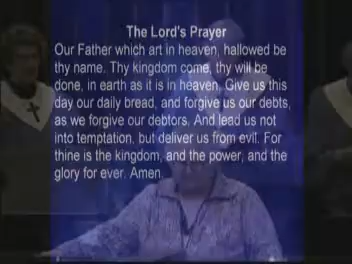 The Lord's Prayer
Our Father which art in heaven, hallowed be
thy name. Thy kingdom come, thy will be
done, in earth as it is in heaven. Give us this
day our daily bread, and forgive us our debts,
as we forgive our debtors. And lead us not
into temptation, but deliver us from evil. For
thine is the kingdom, and the power, and the
glory for ever. Amen.